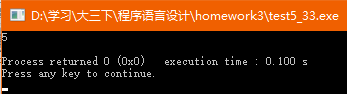 D:\学习\大三下\程序语言设计\homework3\test5_33.exe
5
Process returned 0 (0x0)   execution time : 0.100 s
Press any key to continue.